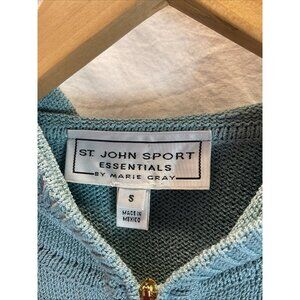 ST. JOHN SPORT
ESSENTIALS
BY MARIE GRAY
S
MADE IN
MEXICO